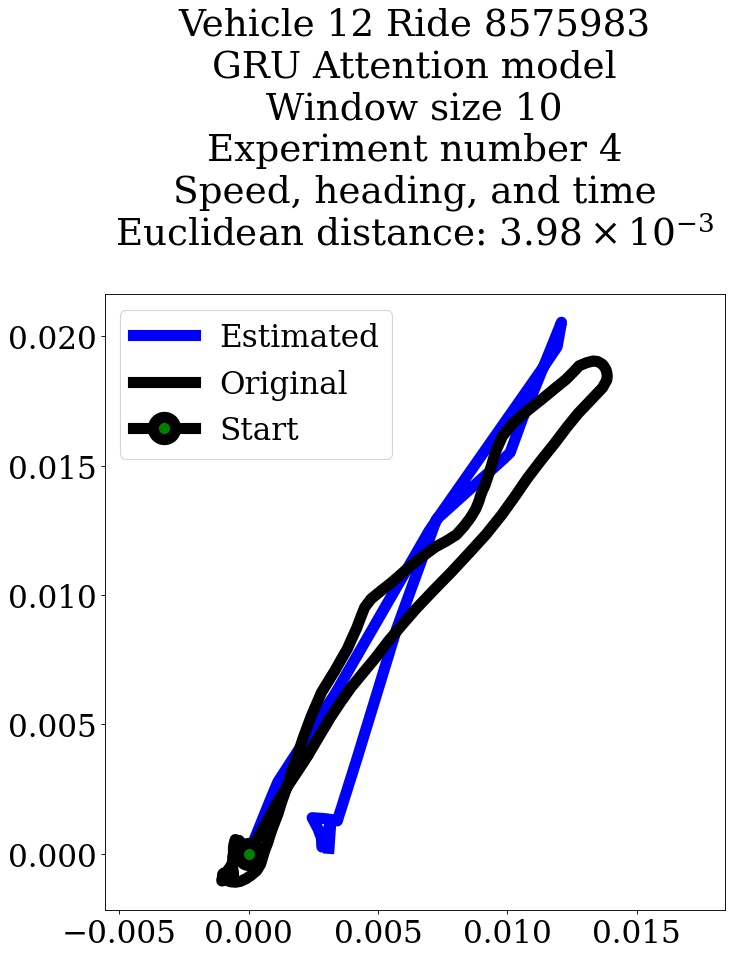 Vehicle 12 Ride 8575983
GRU Attention model
Window size 10
Experiment number 4
Speed, heading, and time
Euclidean distance: 3.98 × 10⁻³
Estimated
Original
Start
0.020
0.015
0.010
0.005
0.000
−0.005 0.000 0.005 0.010 0.015